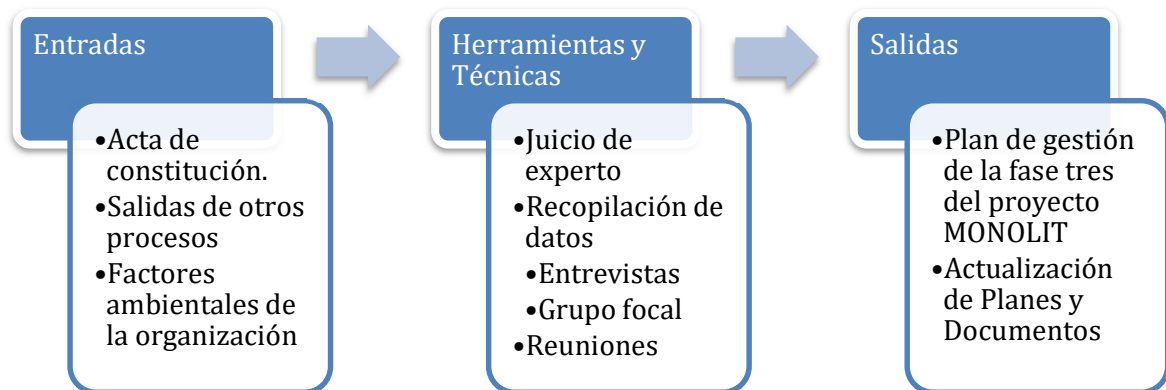 Entradas
•Acta de
constitución.
•Salidas de otros
procesos
•Factores
ambientales de
la organización
Herramientas y
Técnicas
•Juicio de
experto
•Recopilación de
datos
•Entrevistas
•Grupo focal
•Reuniones
Salidas
•Plan de gestión
de la fase tres
del proyecto
MONOLIT
•Actualización
de Planes y
Documentos